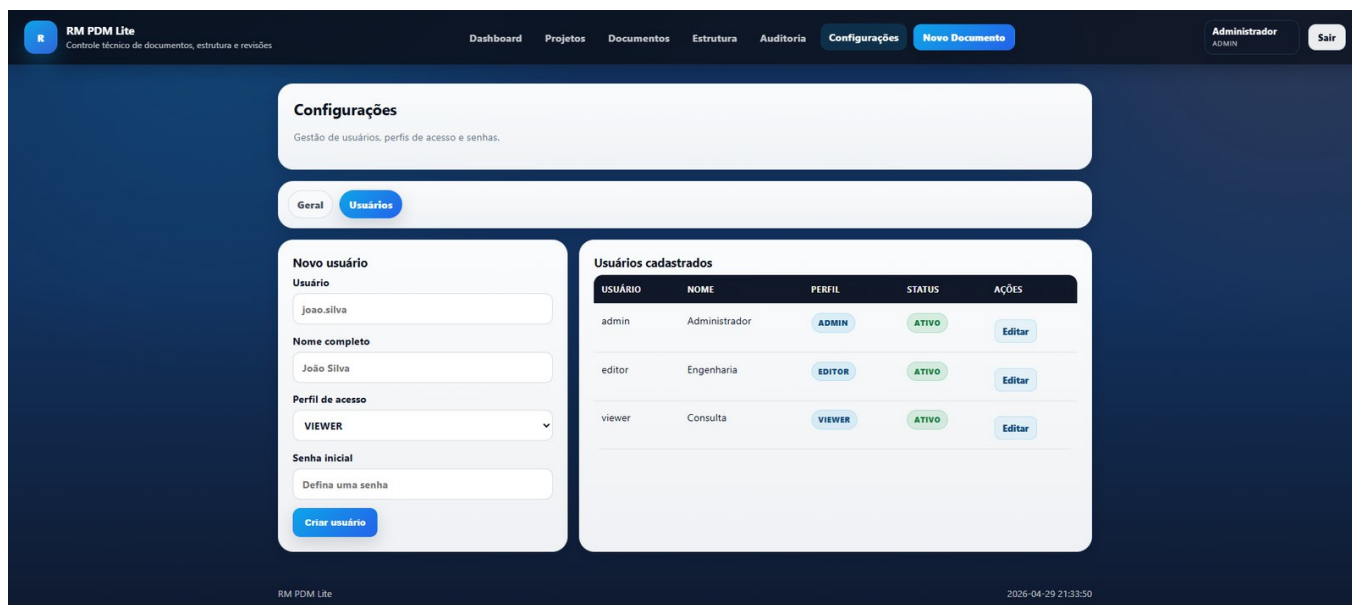 R
RM PDM Lite
Controle técnico de documentos, estrutura e revisões
Dashboard Projetos Documentos Estrutura Auditoria Configurações Novo Documento
Administrador
ADMIN
Sair
Configurações
Gestão de usuários, perfis de acesso e senhas.
Geral Usuários
Novo usuário
Usuário
joao.silva
Nome completo
João Silva
Perfil de acesso
VIEWER
Senha inicial
Defina uma senha
Criar usuário
Usuários cadastrados
USUÁRIO NOME PERFIL STATUS AÇÕES
admin Administrador ADMIN ATIVO Editar
editor Engenharia EDITOR ATIVO Editar
viewer Consulta VIEWER ATIVO Editar
RM PDM Lite
2026-04-29 21:33:50